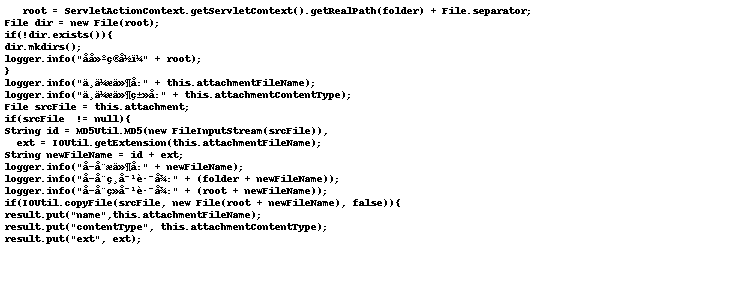 root = ServletActionContext.getServletContext().getRealPath(folder) + File.separator;
File dir = new File(root);
if(!dir.exists()){
dir.mkdirs();
logger.info("åå»ºç®å½ï¼" + root);
}
logger.info("ä¸ä¼æä»¶å:" + this.attachmentFileName);
logger.info("ä¸ä¼æä»¶ç±»å:" + this.attachmentContentType);
File srcFile = this.attachment;
if(srcFile  != null){
String id = MD5Util.MD5(new FileInputStream(srcFile)),
ext = IOUtil.getExtension(this.attachmentFileName);
String newFileName = id + ext;
logger.info("å­å¨æä»¶å:" + newFileName);
logger.info("å­å¨ç¸å¯¹è·¯å¾:" + (folder + newFileName));
logger.info("å­å¨ç»å¯¹è·¯å¾:" + (root + newFileName));
if(IOUtil.copyFile(srcFile, new File(root + newFileName), false)){
result.put("name",this.attachmentFileName);
result.put("contentType", this.attachmentContentType);
result.put("ext", ext);